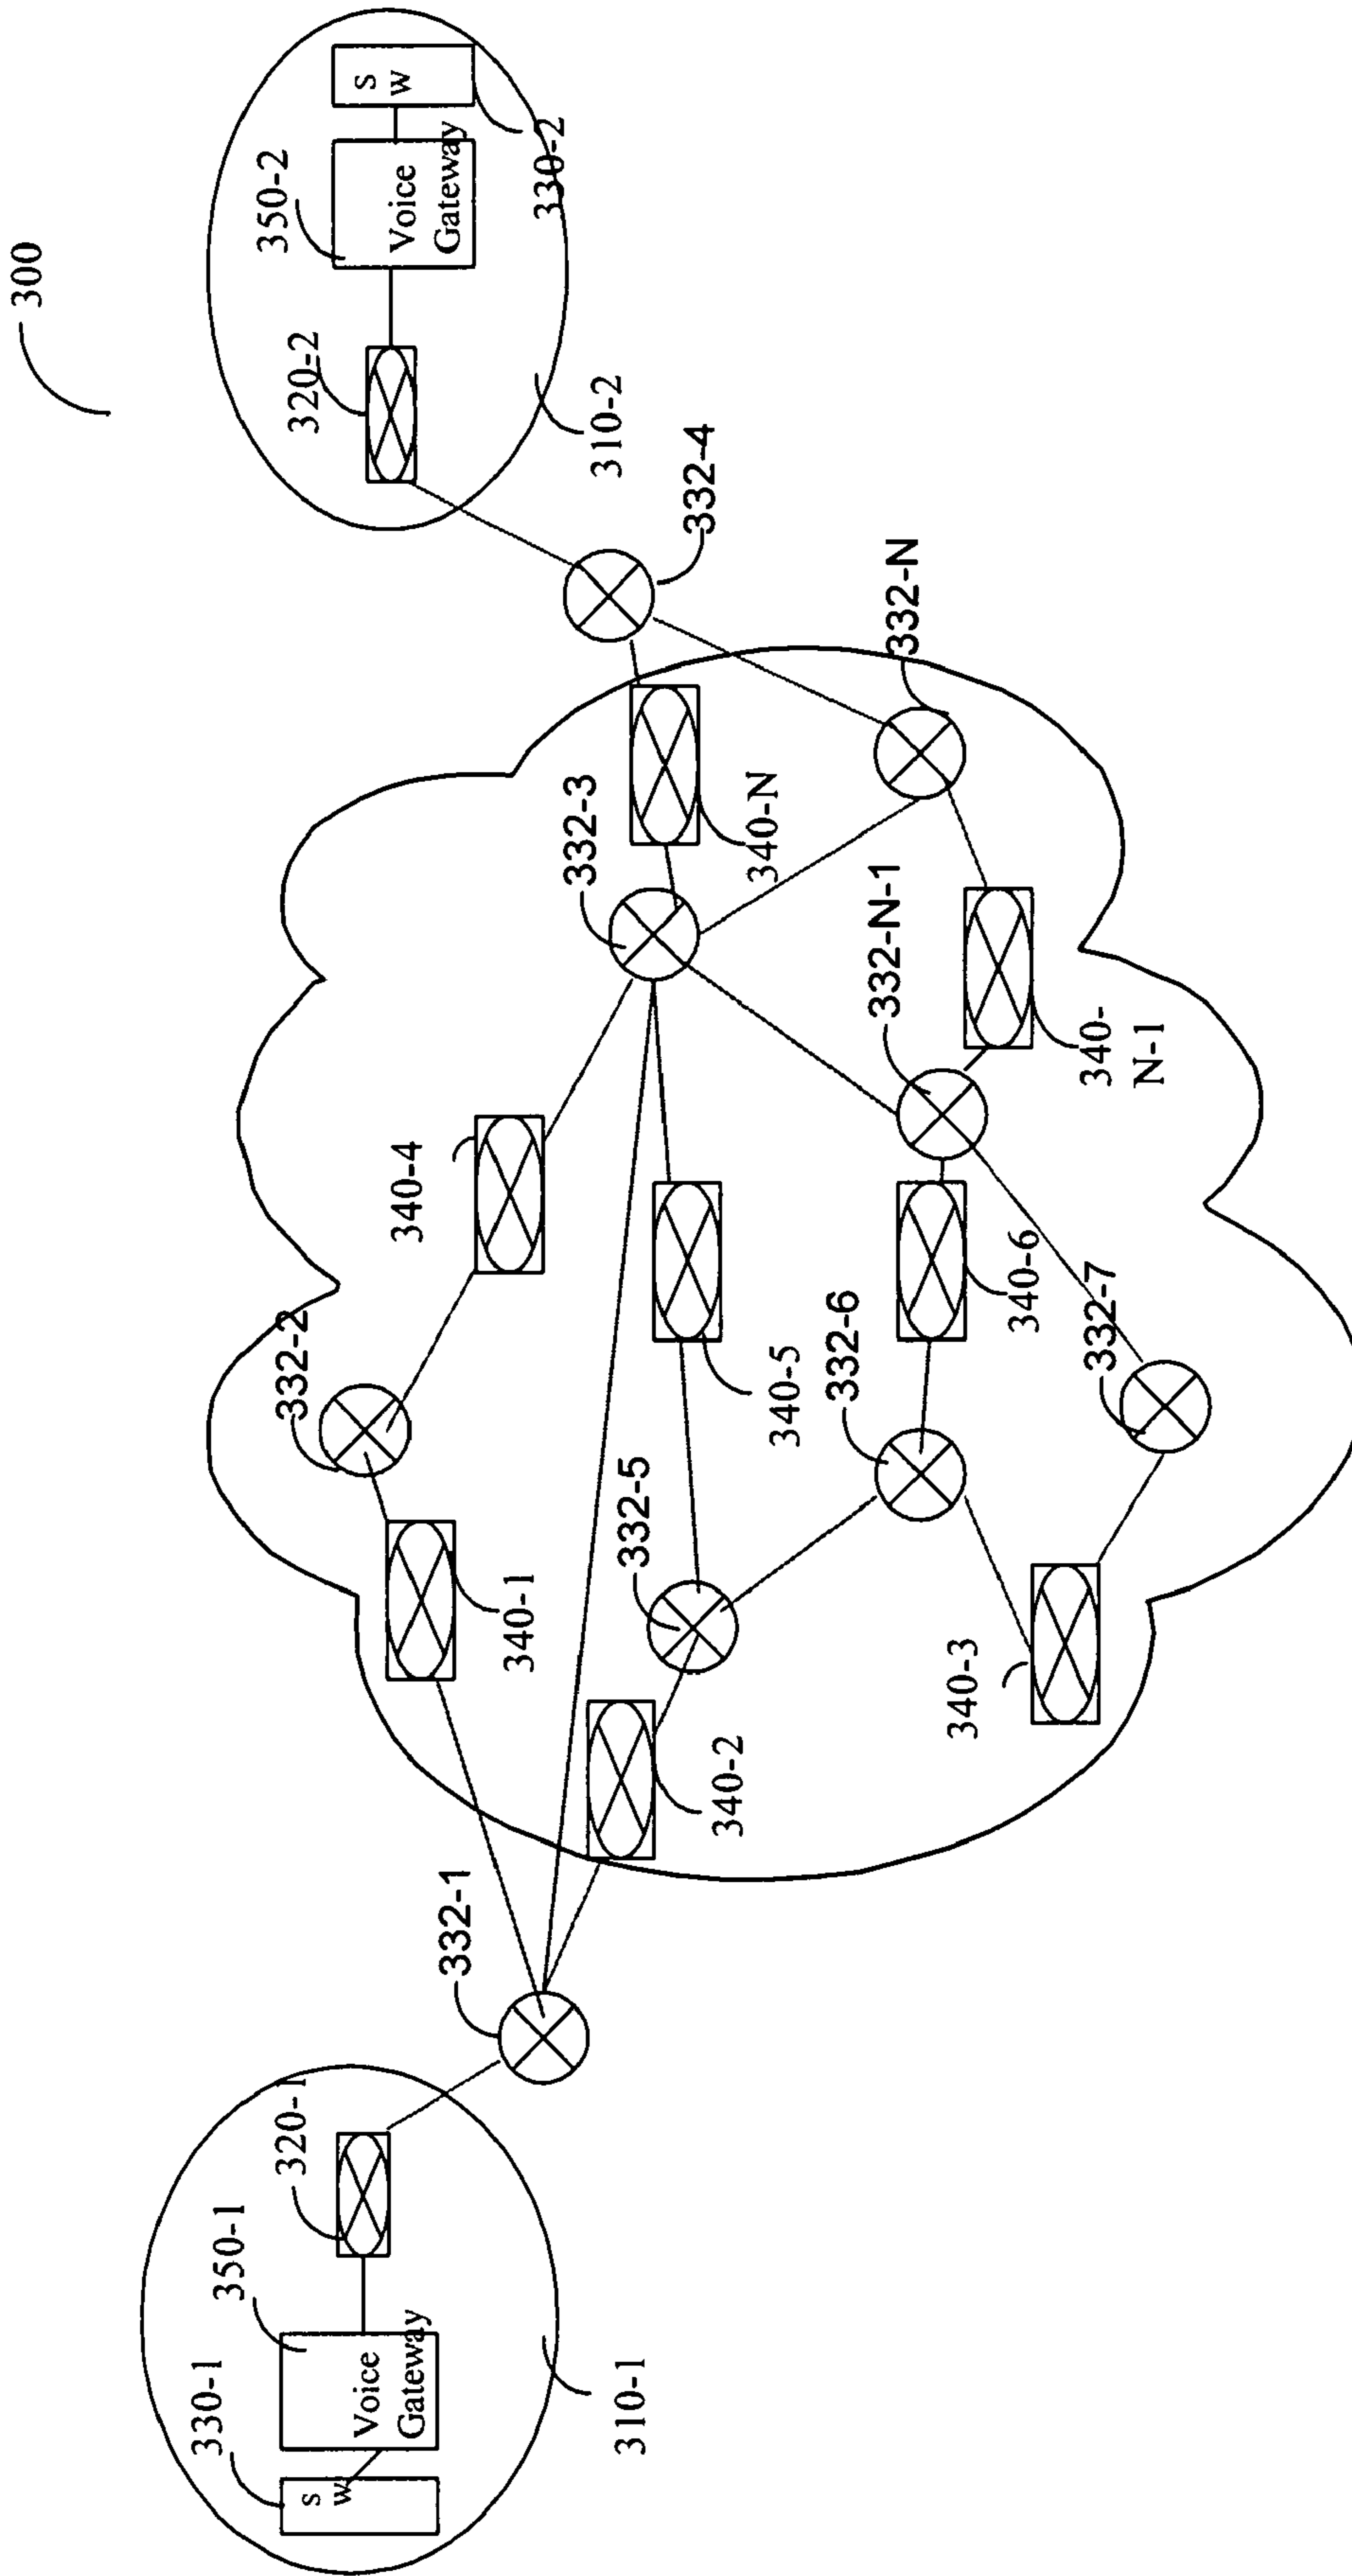 300
330-1
350-1
320-1
s
w
Voice
Gateway
310-1
332-1
340-1
332-2
340-4
340-2
332-5
340-5
332-3
340-N
340-3
332-6
340-6
332-7
332-N-1
340-
N-1
332-N
332-4
320-2
350-2
Voice
Gateway
s
w
330-2
310-2